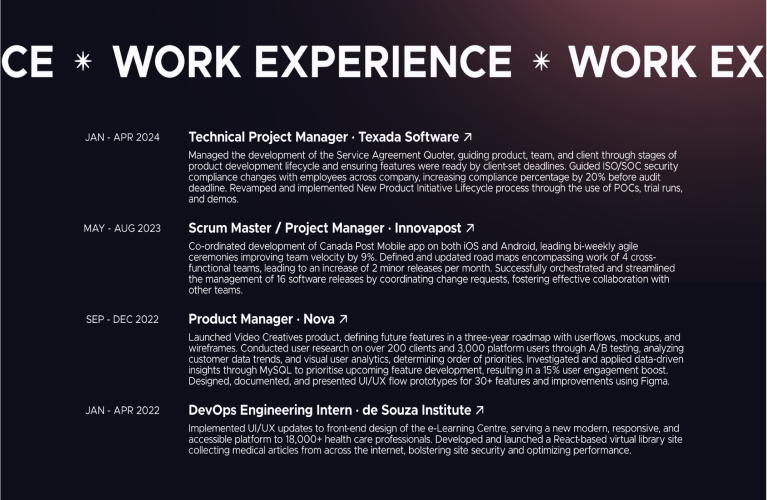 CE ✴ WORK EXPERIENCE ✴ WORK EX
JAN - APR 2024
Technical Project Manager · Texada Software ↗
Managed the development of the Service Agreement Quoter, guiding product, team, and client through stages of
product development lifecycle and ensuring features were ready by client-set deadlines. Guided ISO/SOC security
compliance changes with employees across company, increasing compliance percentage by 20% before audit
deadline. Revamped and implemented New Product Initiative Lifecycle process through the use of POCs, trial runs,
and demos.
MAY - AUG 2023
Scrum Master / Project Manager · Innovapost ↗
Co-ordinated development of Canada Post Mobile app on both iOS and Android, leading bi-weekly agile
ceremonies improving team velocity by 9%. Defined and updated road maps encompassing work of 4 cross-
functional teams, leading to an increase of 2 minor releases per month. Successfully orchestrated and streamlined
the management of 16 software releases by coordinating change requests, fostering effective collaboration with
other teams.
SEP - DEC 2022
Product Manager · Nova ↗
Launched Video Creatives product, defining future features in a three-year roadmap with userflows, mockups, and
wireframes. Conducted user research on over 200 clients and 3,000 platform users through A/B testing, analyzing
customer data trends, and visual user analytics, determining order of priorities. Investigated and applied data-driven
insights through MySQL to prioritise upcoming feature development, resulting in a 15% user engagement boost.
Designed, documented, and presented UI/UX flow prototypes for 30+ features and improvements using Figma.
JAN - APR 2022
DevOps Engineering Intern · de Souza Institute ↗
Implemented UI/UX updates to front-end design of the e-Learning Centre, serving a new modern, responsive, and
accessible platform to 18,000+ health care professionals. Developed and launched a React-based virtual library site
collecting medical articles from across the internet, bolstering site security and optimizing performance.